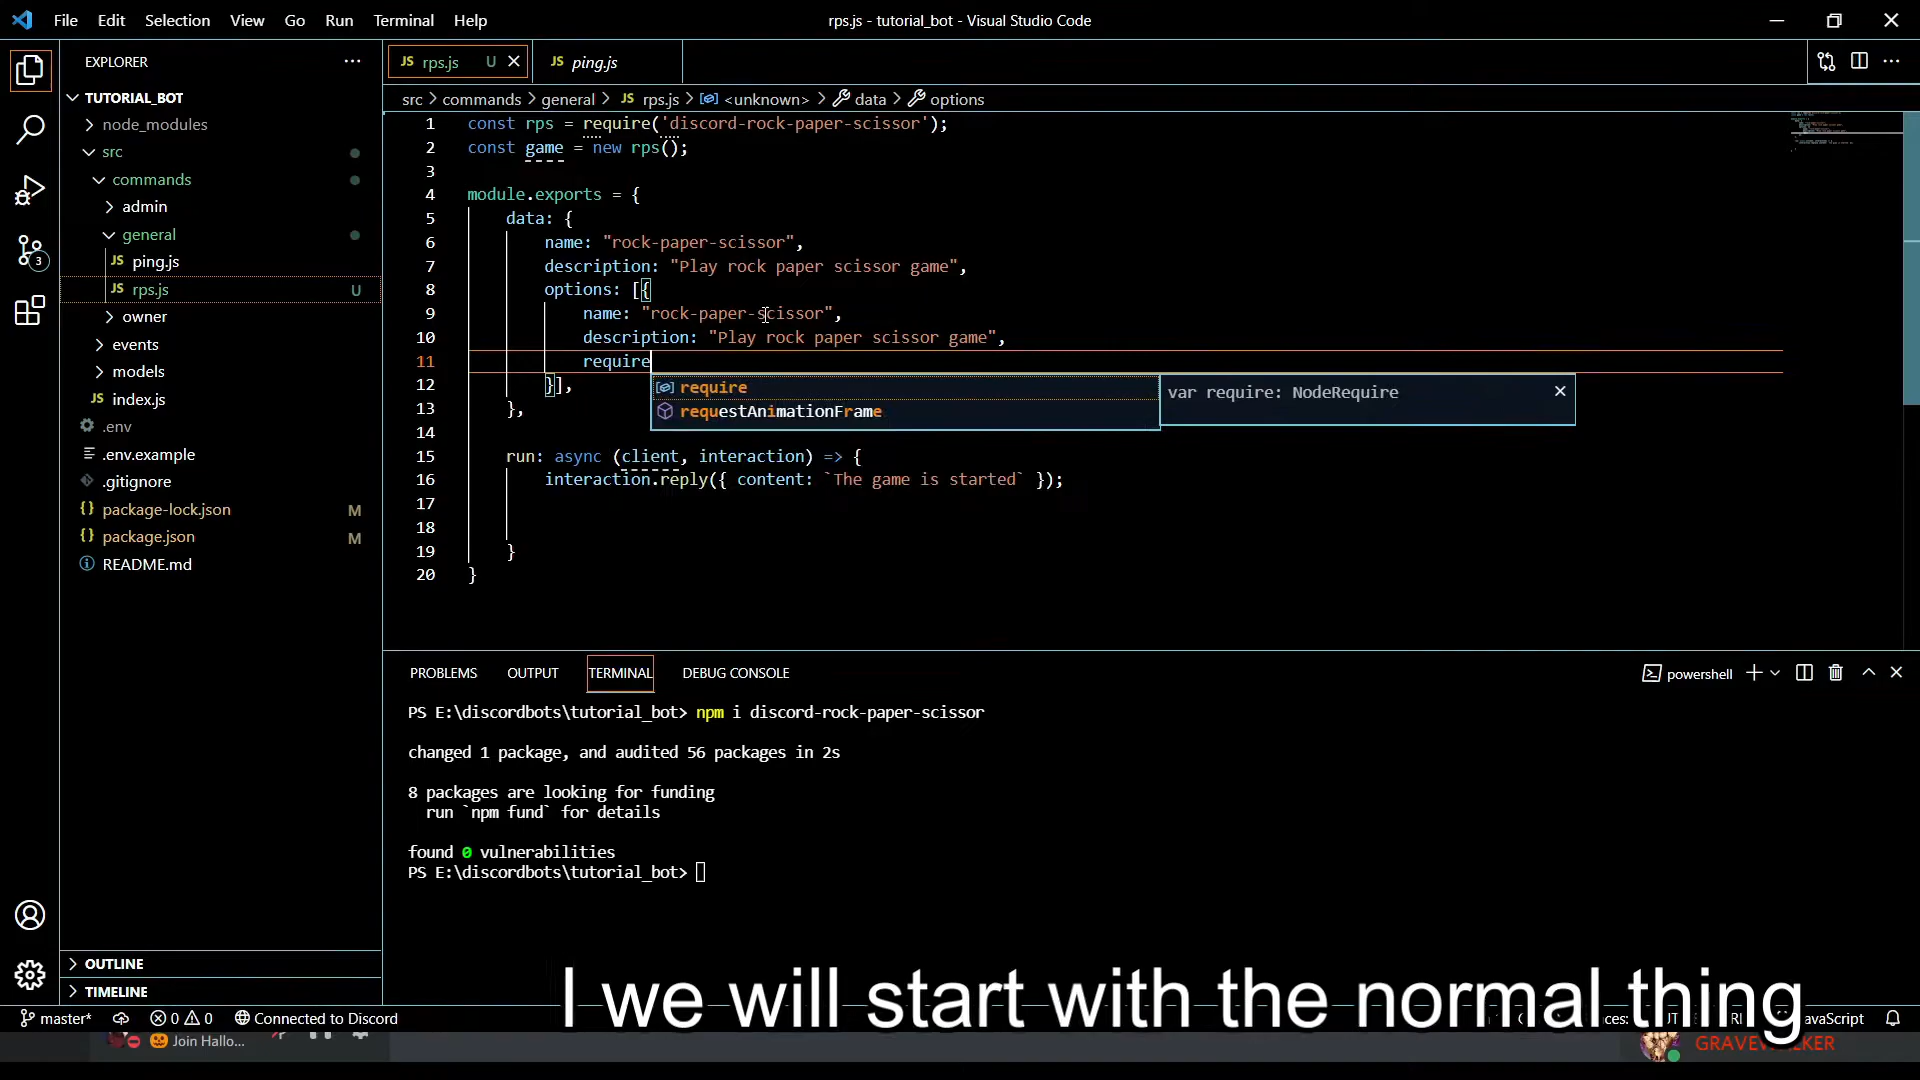 File Edit Selection View Go Run Terminal Help
rps.js - tutorial_bot - Visual Studio Code
EXPLORER
TUTORIAL_BOT
node_modules
src
commands
admin
general
ping.js
rps.js U
owner
events
models
index.js
.env
.env.example
.gitignore
package-lock.json M
package.json M
README.md
OUTLINE
TIMELINE
3
JS rps.js U
JS ping.js
src > commands > general > JS rps.js > <unknown> > data > options
1 const rps = require('discord-rock-paper-scissor');
2 const game = new rps();
3
4 module.exports = {
5 data: {
6 name: "rock-paper-scissor",
7 description: "Play rock paper scissor game",
8 options: [{
9 name: "rock-paper-scissor",
10 description: "Play rock paper scissor game",
11 require
12 }],
13 },
14
15 run: async (client, interaction) => {
16 interaction.reply({ content: `The game is started` });
17
18
19 }
20 }
require
requestAnimationFrame
var require: NodeRequire
PROBLEMS OUTPUT TERMINAL DEBUG CONSOLE
powershell
PS E:\discordbots\tutorial_bot> npm i discord-rock-paper-scissor
changed 1 package, and audited 56 packages in 2s
8 packages are looking for funding
run `npm fund` for details
found 0 vulnerabilities
PS E:\discordbots\tutorial_bot>
I we will start with the normal thing
master* 0 0 Connected to Discord
Join Hallo...